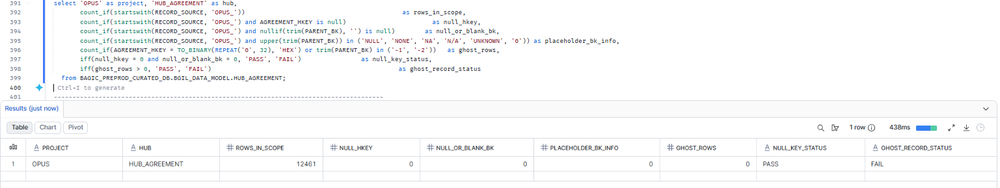 391 select 'OPUS' as project, 'HUB_AGREEMENT' as hub,
392 count_if(startswith(RECORD_SOURCE, 'OPUS_')) as rows_in_scope,
393 count_if(startswith(RECORD_SOURCE, 'OPUS_') and AGREEMENT_HKEY is null) as null_hkey,
394 count_if(startswith(RECORD_SOURCE, 'OPUS_') and nullif(trim(PARENT_BK), '') is null) as null_or_blank_bk,
395 count_if(startswith(RECORD_SOURCE, 'OPUS_') and upper(trim(PARENT_BK)) in ('NULL', 'NONE', 'NA', 'N/A', 'UNKNOWN', '0')) as placeholder_bk_info,
396 count_if(AGREEMENT_HKEY = TO_BINARY(REPEAT('0', 32), 'HEX') or trim(PARENT_BK) in ('-1', '-2')) as ghost_rows,
397 iff(null_hkey = 0 and null_or_blank_bk = 0, 'PASS', 'FAIL') as null_key_status,
398 iff(ghost_rows > 0, 'PASS', 'FAIL') as ghost_record_status
399 from BAGIC_PREPROD_CURATED_DB.BGIL_DATA_MODEL.HUB_AGREEMENT;
400 Ctrl+I to generate
401 ----------------------------------------------------------------------------------------
Results (just now)
Table Chart Pivot 1 row 438ms
PROJECT HUB ROWS_IN_SCOPE NULL_HKEY NULL_OR_BLANK_BK PLACEHOLDER_BK_INFO GHOST_ROWS NULL_KEY_STATUS GHOST_RECORD_STATUS
1 OPUS HUB_AGREEMENT 12461 0 0 0 0 PASS FAIL